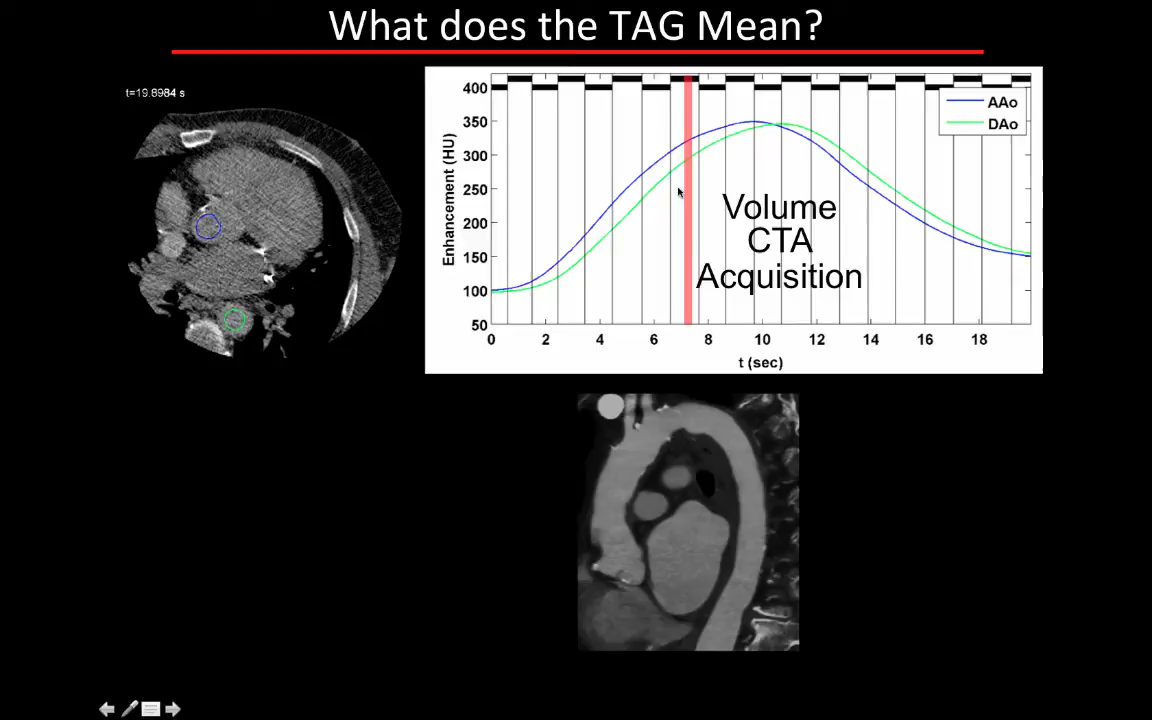 What does the TAG Mean?
t=19.8984 s
Enhancement (HU)
400
350
300
250
200
150
100
50
0 2 4 6 8 10 12 14 16 18
t (sec)
AAo
DAo
Volume
CTA
Acquisition